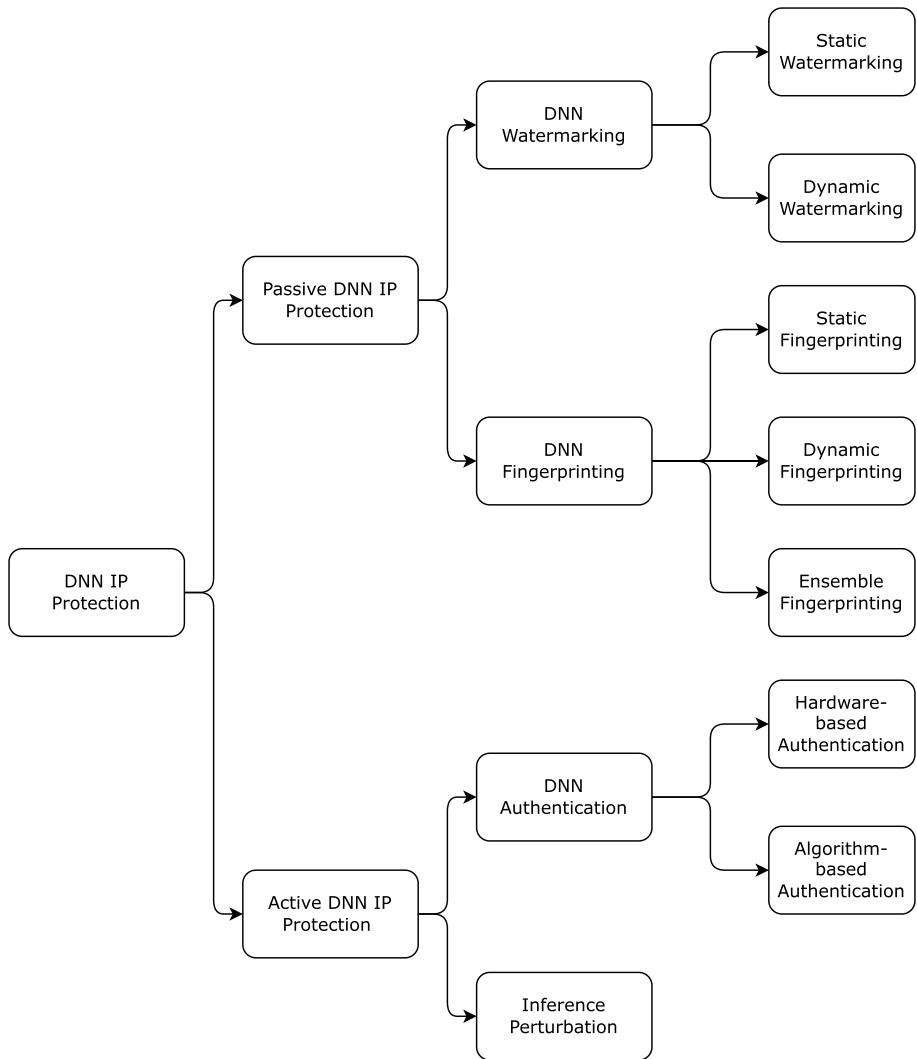 Static
Watermarking
DNN
Watermarking
Dynamic
Watermarking
Passive DNN IP
Protection
Static
Fingerprinting
DNN
Fingerprinting
Dynamic
Fingerprinting
DNN IP
Protection
Ensemble
Fingerprinting
Hardware-
based
Authentication
DNN
Authentication
Algorithm-
based
Authentication
Active DNN IP
Protection
Inference
Perturbation